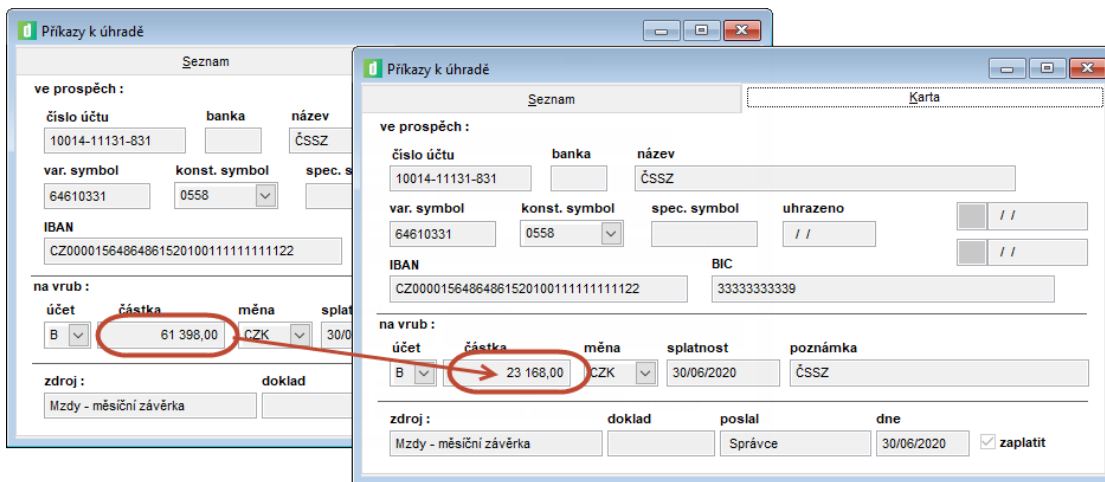 Příkazy k úhradě
Seznam
ve prospěch :
číslo účtu banka název
10014-11131-831 ČSSZ
var. symbol konst. symbol spec. s
64610331 0558
IBAN
CZ0000156486486152010011111111122
na vrub :
účet částka měna splat
B 61 398,00 CZK 30/0
zdroj : doklad
Mzdy - měsíční závěrka
Příkazy k úhradě
Seznam Karta
ve prospěch :
číslo účtu banka název
10014-11131-831 ČSSZ
var. symbol konst. symbol spec. symbol uhrazeno
64610331 0558 / / / /
/ /
IBAN BIC
CZ0000156486486152010011111111122 33333333339
na vrub :
účet částka měna splatnost poznámka
B 23 168,00 CZK 30/06/2020 ČSSZ
zdroj : doklad poslal dne
Mzdy - měsíční závěrka Správce 30/06/2020 zaplatit